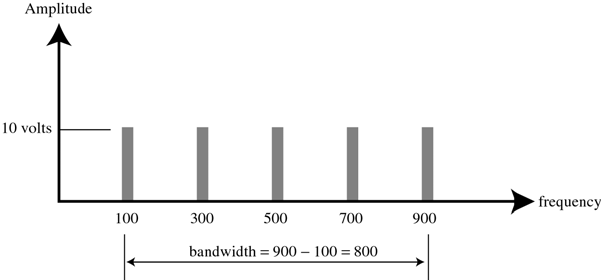 Amplitude
10 volts
frequency
100 300 500 700 900
bandwidth = 900 − 100 = 800